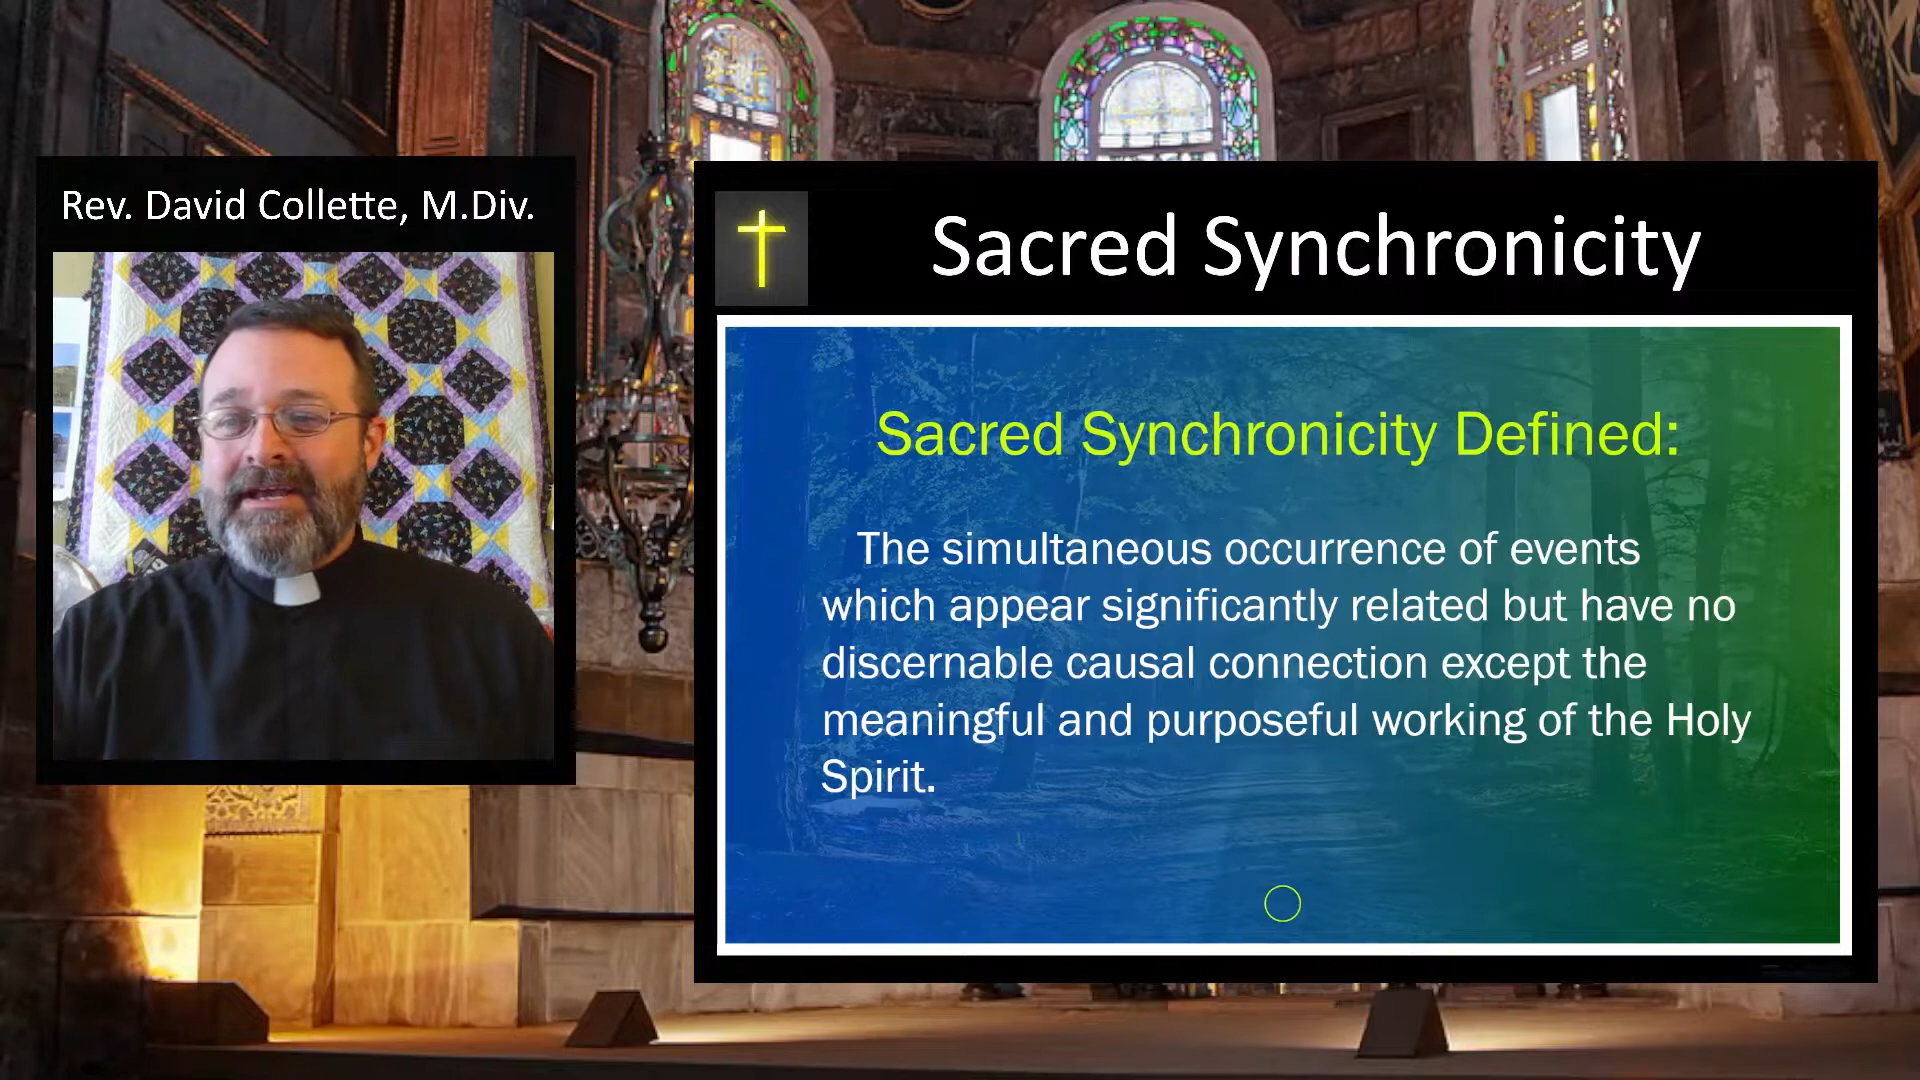 Rev. David Collette, M.Div.
Sacred Synchronicity
Sacred Synchronicity Defined:
The simultaneous occurrence of events
which appear significantly related but have no
discernable causal connection except the
meaningful and purposeful working of the Holy
Spirit.